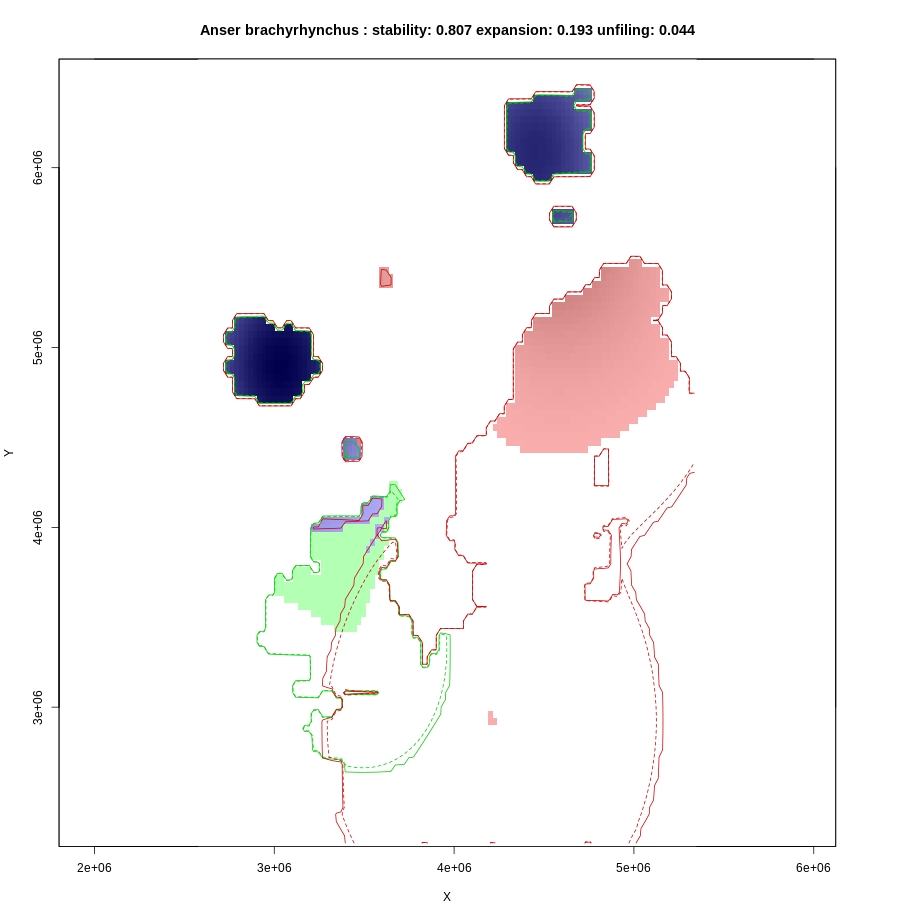 Anser brachyrhynchus : stability: 0.807 expansion: 0.193 unfiling: 0.044
6e+06
5e+06
Y
4e+06
3e+06
2e+06 3e+06 4e+06 5e+06 6e+06
X